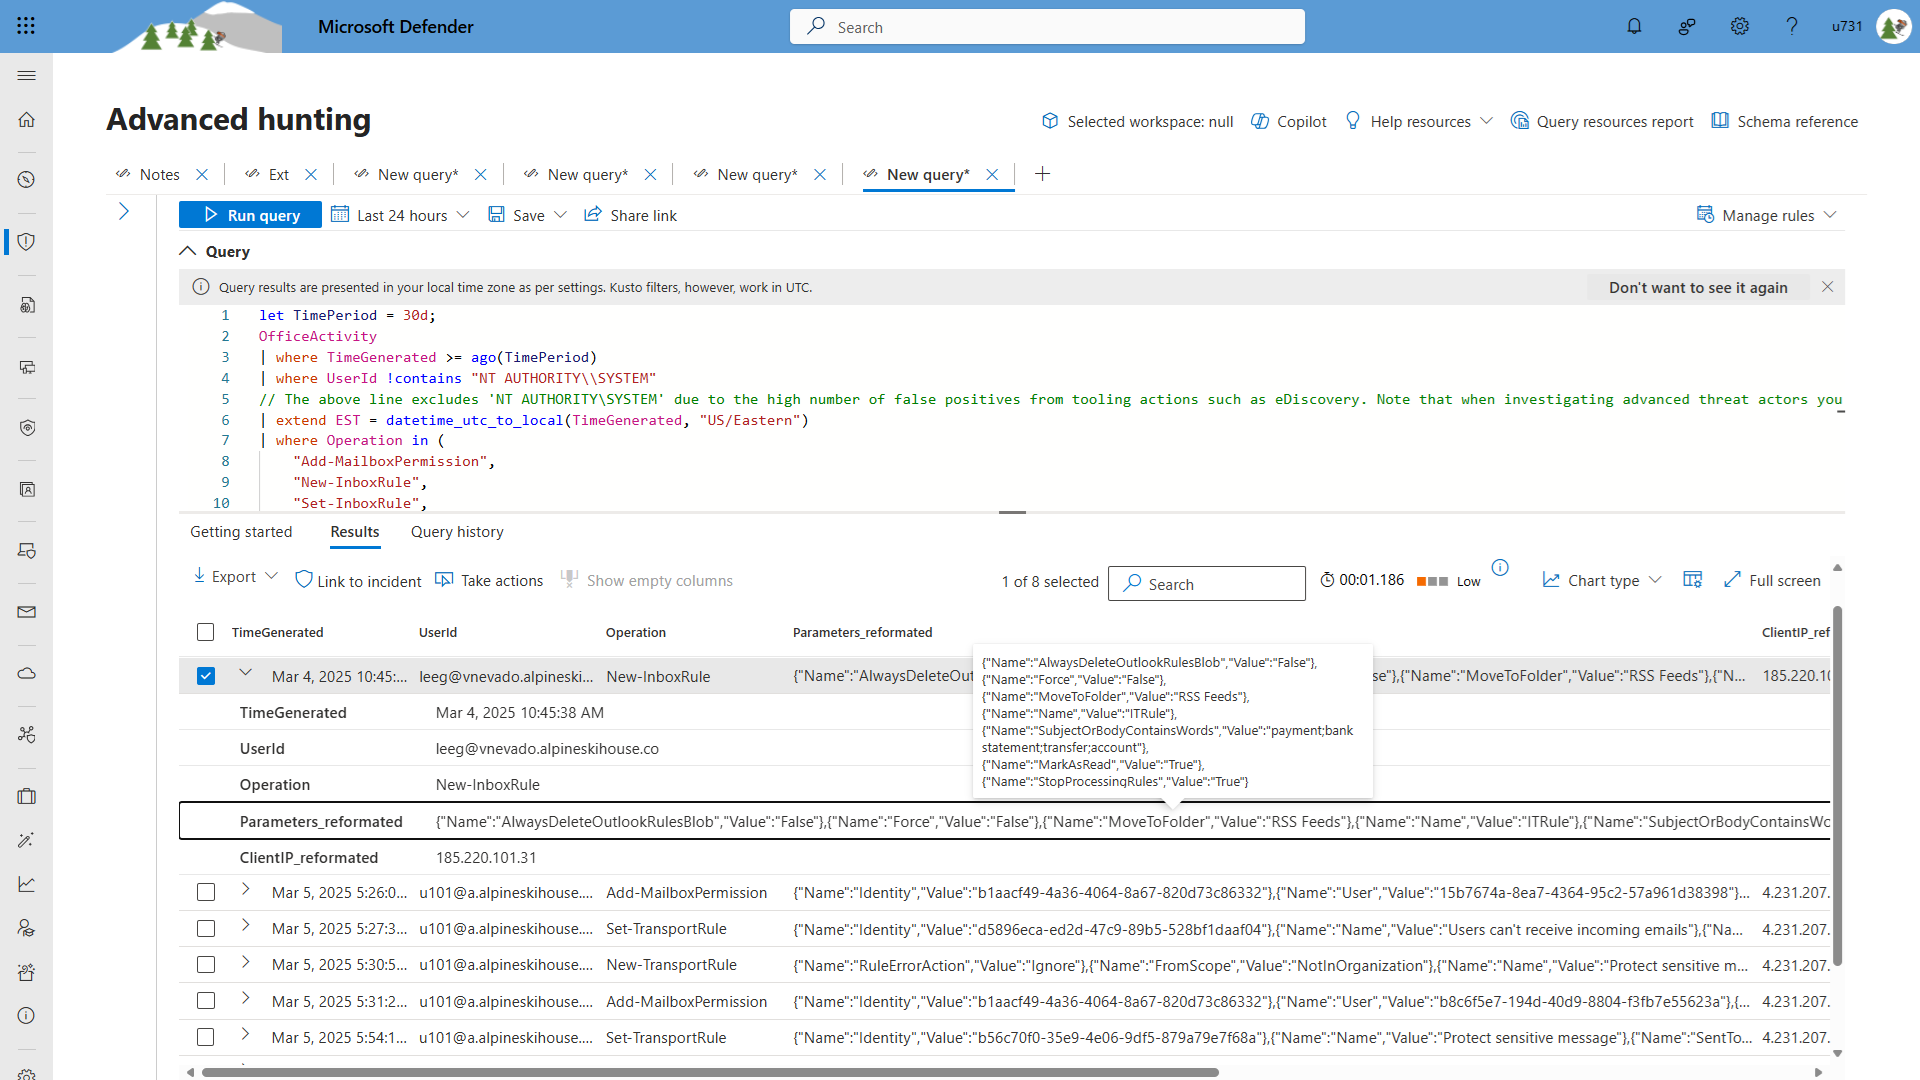 Microsoft Defender
Search
u731
Advanced hunting
Selected workspace: null
Copilot
Help resources
Query resources report
Schema reference
Notes
Ext
New query*
New query*
New query*
New query*
Run query
Last 24 hours
Save
Share link
Manage rules
Query
Query results are presented in your local time zone as per settings. Kusto filters, however, work in UTC.
Don't want to see it again
1 let TimePeriod = 30d;
2 OfficeActivity
3 | where TimeGenerated >= ago(TimePeriod)
4 | where UserId !contains "NT AUTHORITY\\SYSTEM"
5 // The above line excludes 'NT AUTHORITY\SYSTEM' due to the high number of false positives from tooling actions such as eDiscovery. Note that when investigating advanced threat actors you
6 | extend EST = datetime_utc_to_local(TimeGenerated, "US/Eastern")
7 | where Operation in (
8 "Add-MailboxPermission",
9 "New-InboxRule",
10 "Set-InboxRule",
Getting started
Results
Query history
Export
Link to incident
Take actions
Show empty columns
1 of 8 selected
Search
00:01.186
Low
Chart type
Full screen
TimeGenerated UserId Operation Parameters_reformated ClientIP_ref
Mar 4, 2025 10:45:... leeg@vnevado.alpineski... New-InboxRule {"Name":"AlwaysDeleteOut se"},{"Name":"MoveToFolder","Value":"RSS Feeds"},{"N... 185.220.10
{"Name":"AlwaysDeleteOutlookRulesBlob","Value":"False"},
{"Name":"Force","Value":"False"},
{"Name":"MoveToFolder","Value":"RSS Feeds"},
{"Name":"Name","Value":"ITRule"},
{"Name":"SubjectOrBodyContainsWords","Value":"payment;bank
statement;transfer;account"},
{"Name":"MarkAsRead","Value":"True"},
{"Name":"StopProcessingRules","Value":"True"}
TimeGenerated Mar 4, 2025 10:45:38 AM
UserId leeg@vnevado.alpineskihouse.co
Operation New-InboxRule
Parameters_reformated {"Name":"AlwaysDeleteOutlookRulesBlob","Value":"False"},{"Name":"Force","Value":"False"},{"Name":"MoveToFolder","Value":"RSS Feeds"},{"Name":"Name","Value":"ITRule"},{"Name":"SubjectOrBodyContainsWo
ClientIP_reformated 185.220.101.31
Mar 5, 2025 5:26:0... u101@a.alpineskihouse.... Add-MailboxPermission {"Name":"Identity","Value":"b1aacf49-4a36-4064-8a67-820d73c86332"},{"Name":"User","Value":"15b7674a-8ea7-4364-95c2-57a961d38398"}... 4.231.207.
Mar 5, 2025 5:27:3... u101@a.alpineskihouse.... Set-TransportRule {"Name":"Identity","Value":"d5896eca-ed2d-47c9-89b5-528bf1daaf04"},{"Name":"Name","Value":"Users can't receive incoming emails"},{"Na... 4.231.207.
Mar 5, 2025 5:30:5... u101@a.alpineskihouse.... New-TransportRule {"Name":"RuleErrorAction","Value":"Ignore"},{"Name":"FromScope","Value":"NotInOrganization"},{"Name":"Name","Value":"Protect sensitive m... 4.231.207.
Mar 5, 2025 5:31:2... u101@a.alpineskihouse.... Add-MailboxPermission {"Name":"Identity","Value":"b1aacf49-4a36-4064-8a67-820d73c86332"},{"Name":"User","Value":"b8c6f5e7-194d-40d9-8804-f3fb7e55623a"},{... 4.231.207.
Mar 5, 2025 5:54:1... u101@a.alpineskihouse.... Set-TransportRule {"Name":"Identity","Value":"b56c70f0-35e9-4e06-9df5-879a79e7f68a"},{"Name":"Name","Value":"Protect sensitive message"},{"Name":"SentTo... 4.231.207.